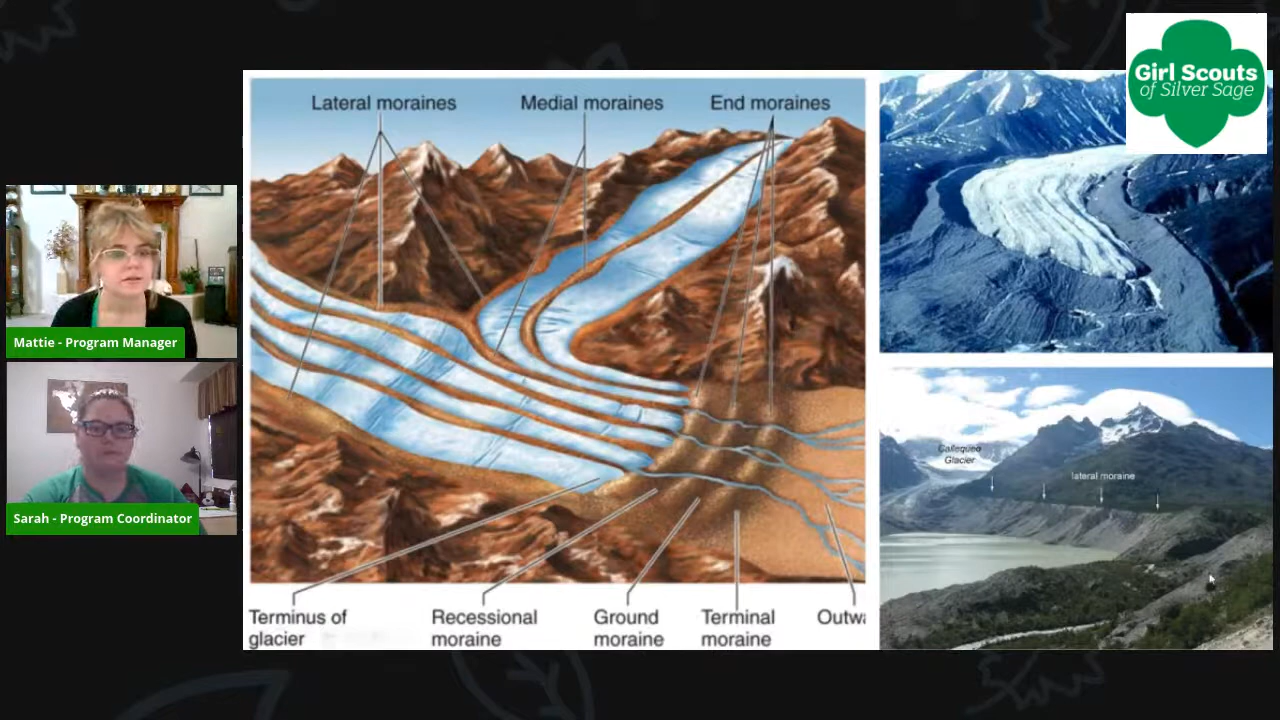 Girl Scouts
of Silver Sage
Lateral moraines
Medial moraines
End moraines
Mattie - Program Manager
Sarah - Program Coordinator
Glacier
lateral moraine
Terminus of
glacier
Recessional
moraine
Ground
moraine
Terminal
moraine
Outwa